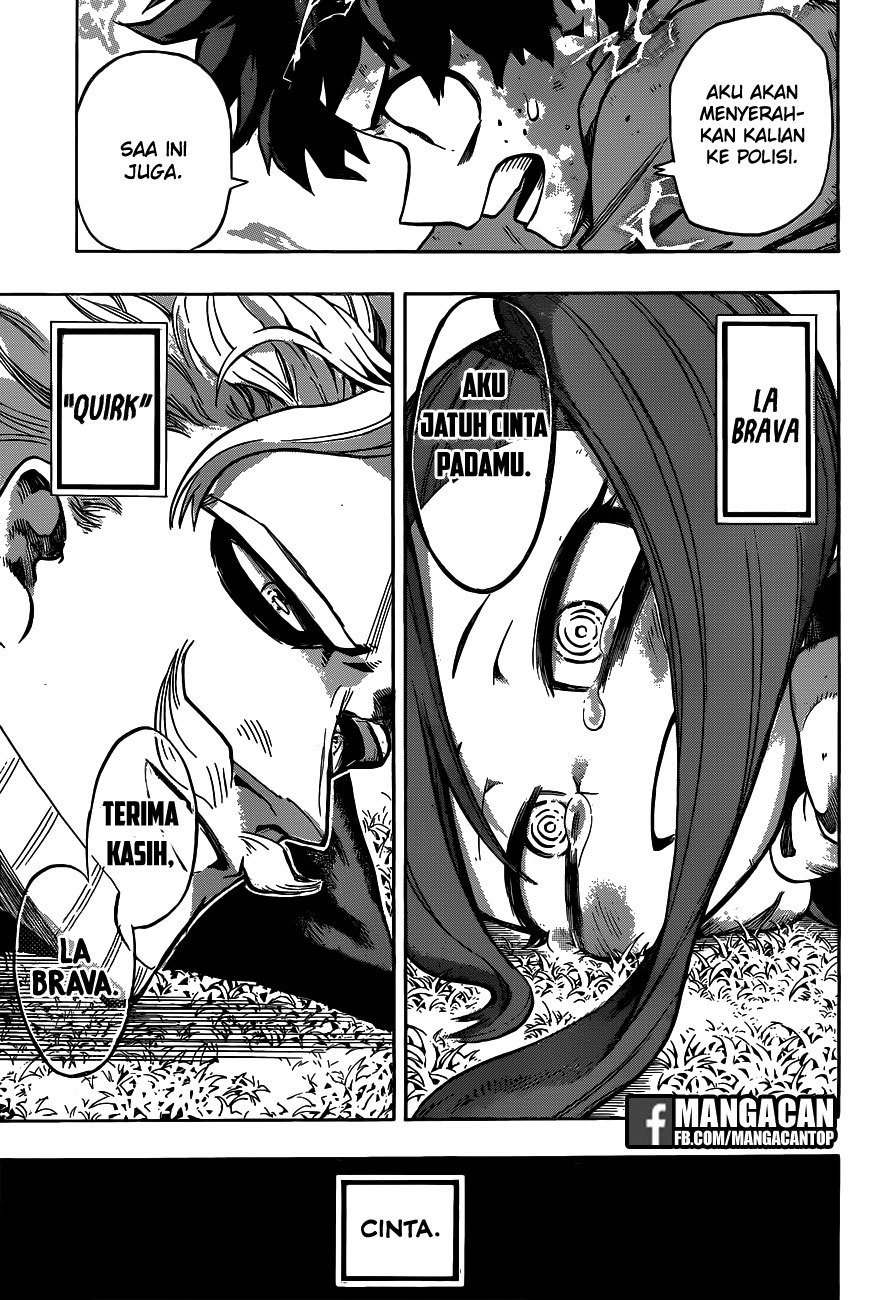 AKU AKAN
MENYERAH-
KAN KALIAN
KE POLISI.
SAA INI
JUGA.
LA
BRAVA
AKU
JATUH CINTA
PADAMU.
"QUIRK"
TERIMA
KASIH,
LA
BRAVA.
MANGACAN
FB.COM/MANGACANTOP
CINTA.